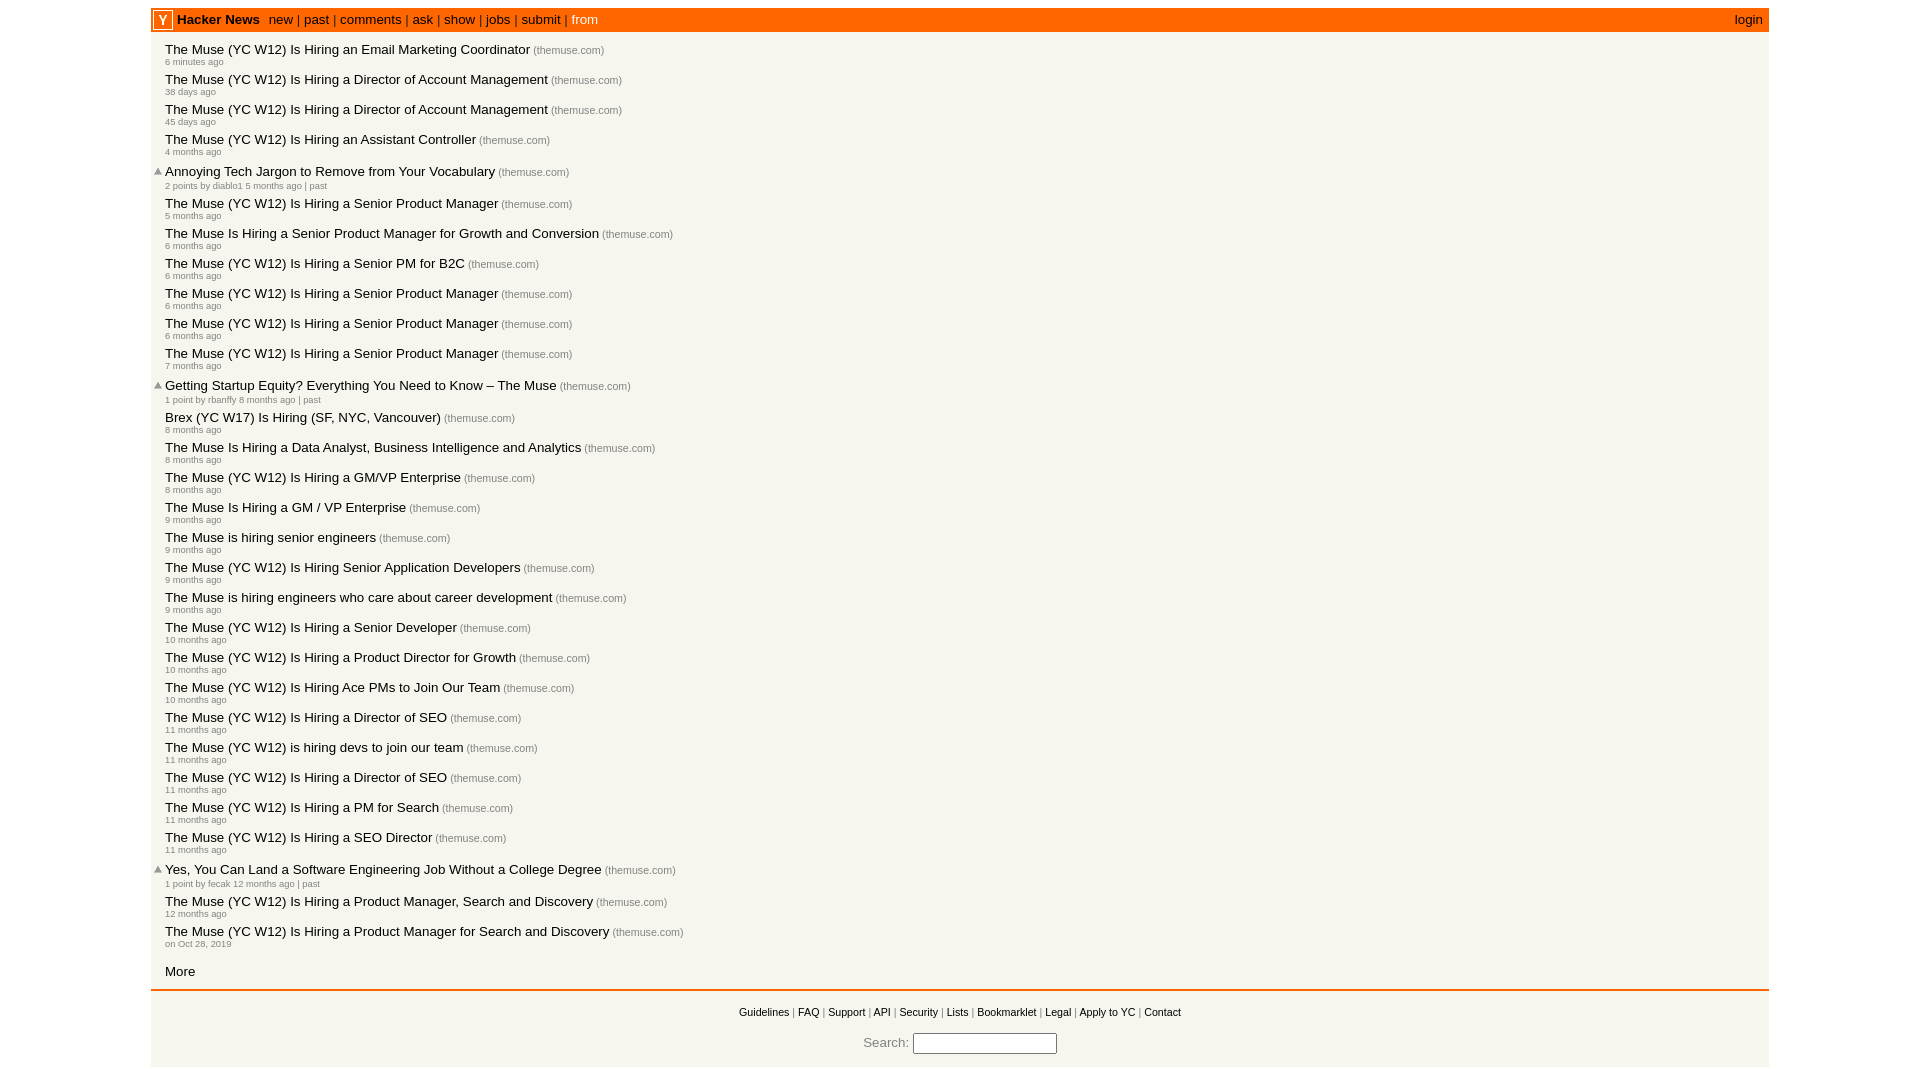 Y Hacker News new | past | comments | ask | show | jobs | submit | from login
The Muse (YC W12) Is Hiring an Email Marketing Coordinator (themuse.com)
6 minutes ago
The Muse (YC W12) Is Hiring a Director of Account Management (themuse.com)
38 days ago
The Muse (YC W12) Is Hiring a Director of Account Management (themuse.com)
45 days ago
The Muse (YC W12) Is Hiring an Assistant Controller (themuse.com)
4 months ago
Annoying Tech Jargon to Remove from Your Vocabulary (themuse.com)
2 points by diablo1 5 months ago | past
The Muse (YC W12) Is Hiring a Senior Product Manager (themuse.com)
5 months ago
The Muse Is Hiring a Senior Product Manager for Growth and Conversion (themuse.com)
6 months ago
The Muse (YC W12) Is Hiring a Senior PM for B2C (themuse.com)
6 months ago
The Muse (YC W12) Is Hiring a Senior Product Manager (themuse.com)
6 months ago
The Muse (YC W12) Is Hiring a Senior Product Manager (themuse.com)
6 months ago
The Muse (YC W12) Is Hiring a Senior Product Manager (themuse.com)
7 months ago
Getting Startup Equity? Everything You Need to Know – The Muse (themuse.com)
1 point by rbanffy 8 months ago | past
Brex (YC W17) Is Hiring (SF, NYC, Vancouver) (themuse.com)
8 months ago
The Muse Is Hiring a Data Analyst, Business Intelligence and Analytics (themuse.com)
8 months ago
The Muse (YC W12) Is Hiring a GM/VP Enterprise (themuse.com)
8 months ago
The Muse Is Hiring a GM / VP Enterprise (themuse.com)
9 months ago
The Muse is hiring senior engineers (themuse.com)
9 months ago
The Muse (YC W12) Is Hiring Senior Application Developers (themuse.com)
9 months ago
The Muse is hiring engineers who care about career development (themuse.com)
9 months ago
The Muse (YC W12) Is Hiring a Senior Developer (themuse.com)
10 months ago
The Muse (YC W12) Is Hiring a Product Director for Growth (themuse.com)
10 months ago
The Muse (YC W12) Is Hiring Ace PMs to Join Our Team (themuse.com)
10 months ago
The Muse (YC W12) Is Hiring a Director of SEO (themuse.com)
11 months ago
The Muse (YC W12) is hiring devs to join our team (themuse.com)
11 months ago
The Muse (YC W12) Is Hiring a Director of SEO (themuse.com)
11 months ago
The Muse (YC W12) Is Hiring a PM for Search (themuse.com)
11 months ago
The Muse (YC W12) Is Hiring a SEO Director (themuse.com)
11 months ago
Yes, You Can Land a Software Engineering Job Without a College Degree (themuse.com)
1 point by fecak 12 months ago | past
The Muse (YC W12) Is Hiring a Product Manager, Search and Discovery (themuse.com)
12 months ago
The Muse (YC W12) Is Hiring a Product Manager for Search and Discovery (themuse.com)
on Oct 28, 2019
More
Guidelines | FAQ | Support | API | Security | Lists | Bookmarklet | Legal | Apply to YC | Contact
Search: